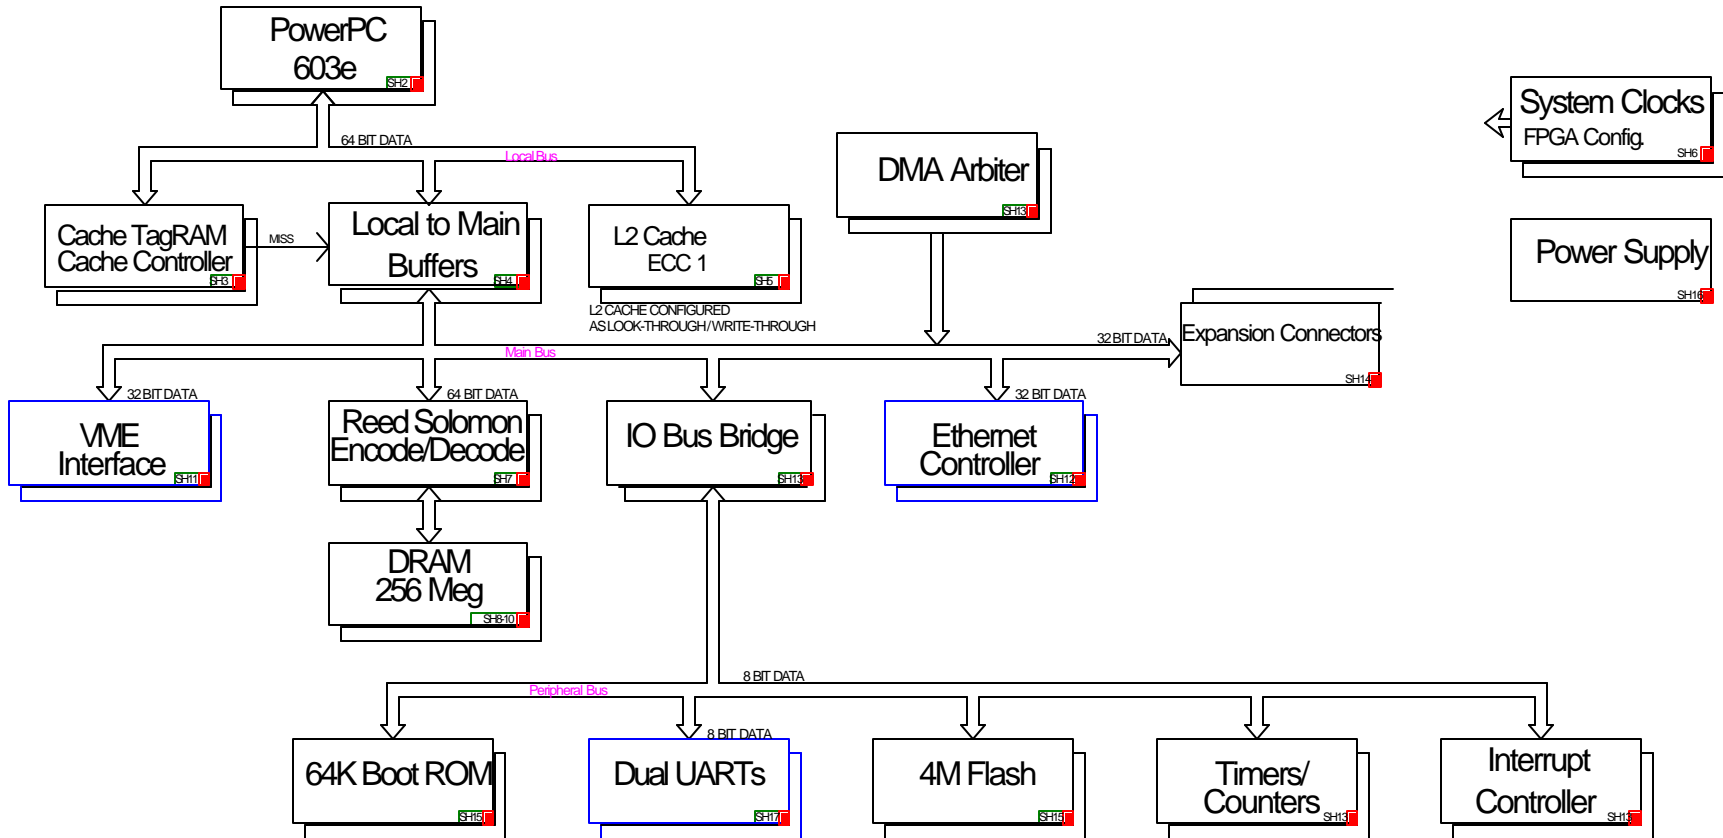 PowerPC
603e
SH2
64 BIT DATA
Local Bus
System Clocks
FPGA Config.
SH6
DMA Arbiter
SH13
Cache TagRAM
Cache Controller
SH3
MISS
Local to Main
Buffers
SH4
L2 Cache
ECC 1
SH5
L2 CACHE CONFIGURED
AS LOOK-THROUGH / WRITE-THROUGH
Power Supply
SH16
Main Bus
32 BIT DATA
Expansion Connectors
SH14
32 BIT DATA
VME
Interface
SH11
64 BIT DATA
Reed Solomon
Encode/Decode
SH7
IO Bus Bridge
SH13
32 BIT DATA
Ethernet
Controller
SH12
DRAM
256 Meg
SH8-10
8 BIT DATA
Peripheral Bus
64K Boot ROM
SH15
8 BIT DATA
Dual UARTs
SH17
4M Flash
SH15
Timers/
Counters
SH13
Interrupt
Controller
SH13